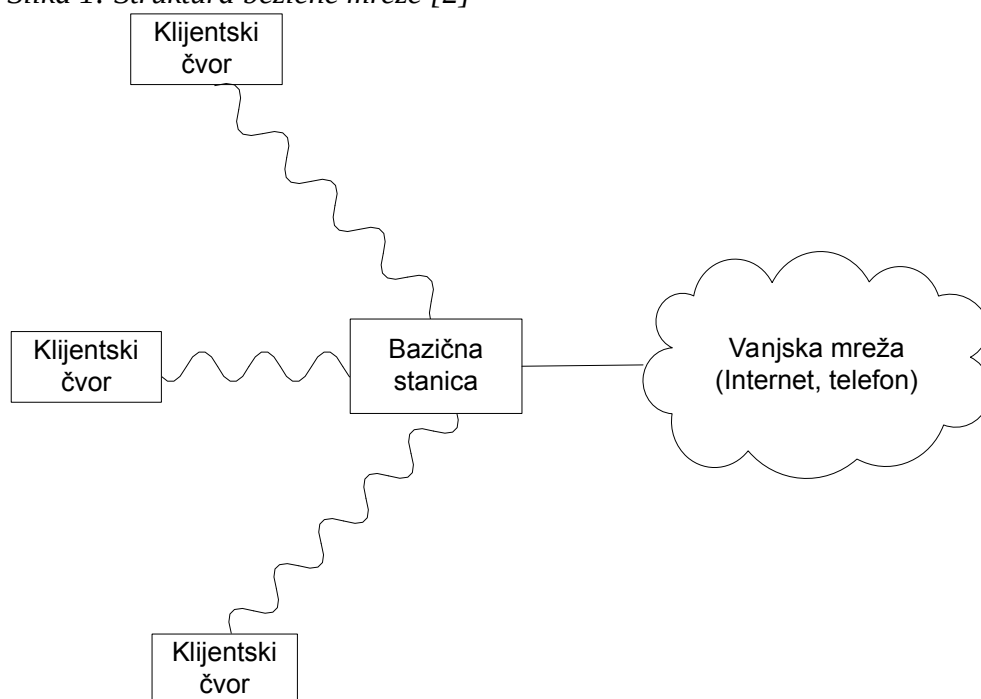 Slika 1: Struktura bežične mreže [2]
Klijentski
čvor
Klijentski
čvor
Bazična
stanica
Vanjska mreža
(Internet, telefon)
Klijentski
čvor